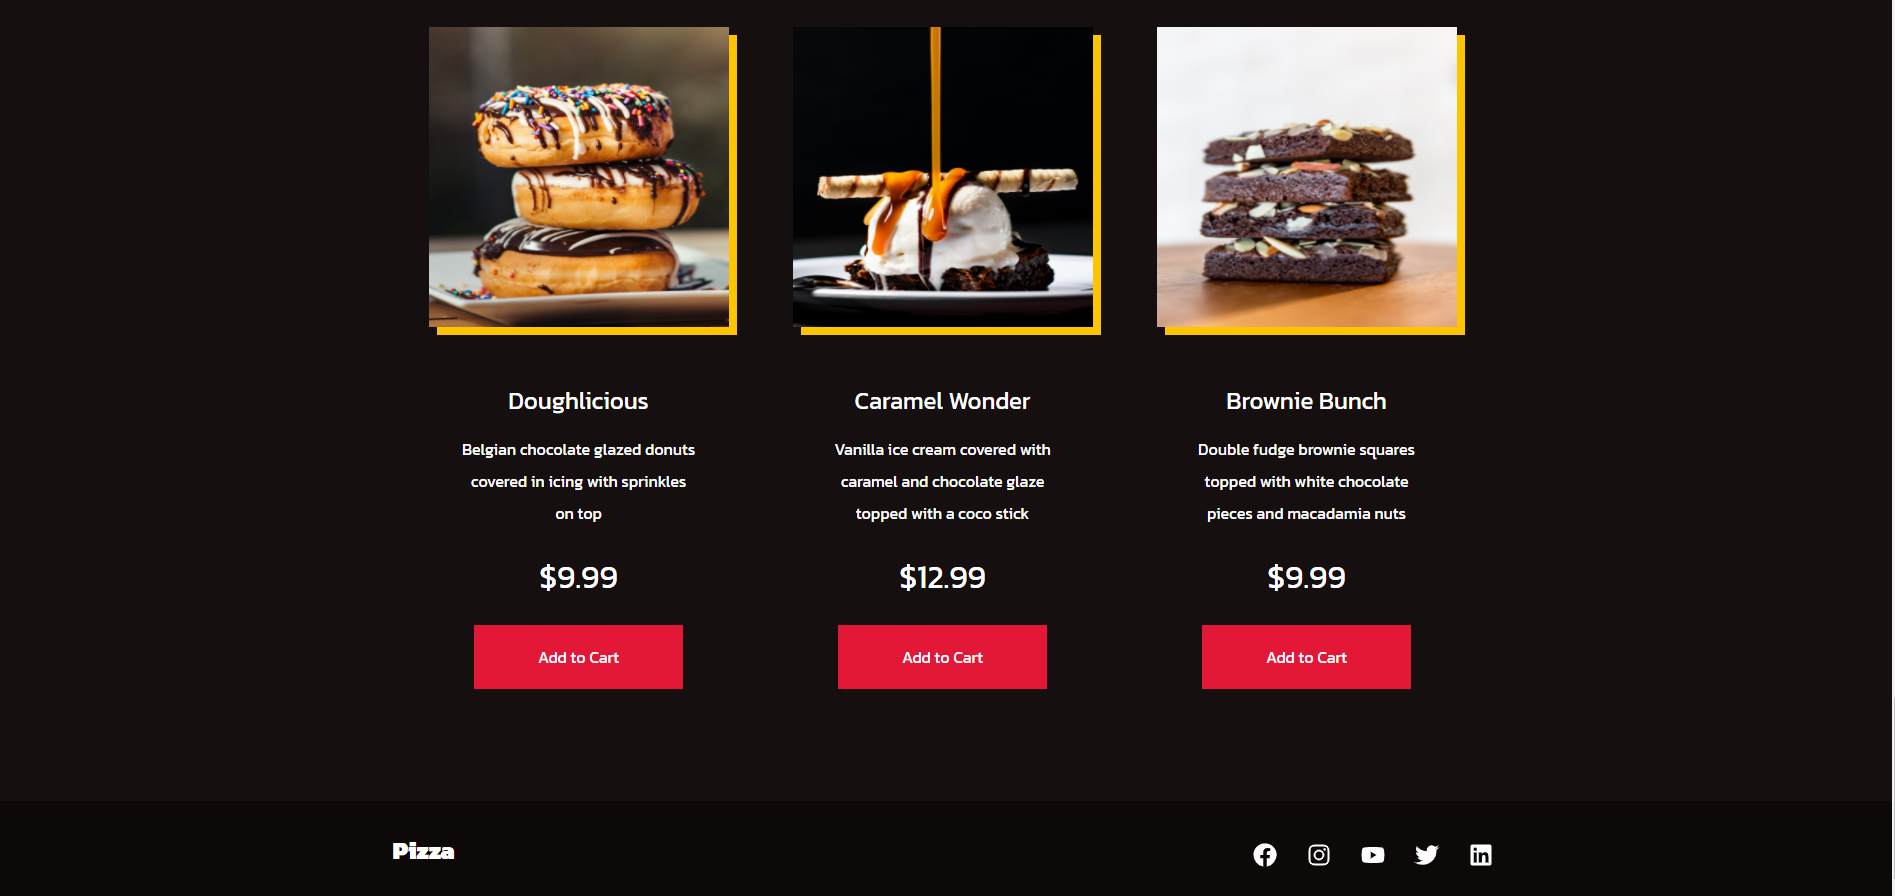 Doughlicious
Belgian chocolate glazed donuts
covered in icing with sprinkles
on top
$9.99
Add to Cart
Caramel Wonder
Vanilla ice cream covered with
caramel and chocolate glaze
topped with a coco stick
$12.99
Add to Cart
Brownie Bunch
Double fudge brownie squares
topped with white chocolate
pieces and macadamia nuts
$9.99
Add to Cart
Pizza